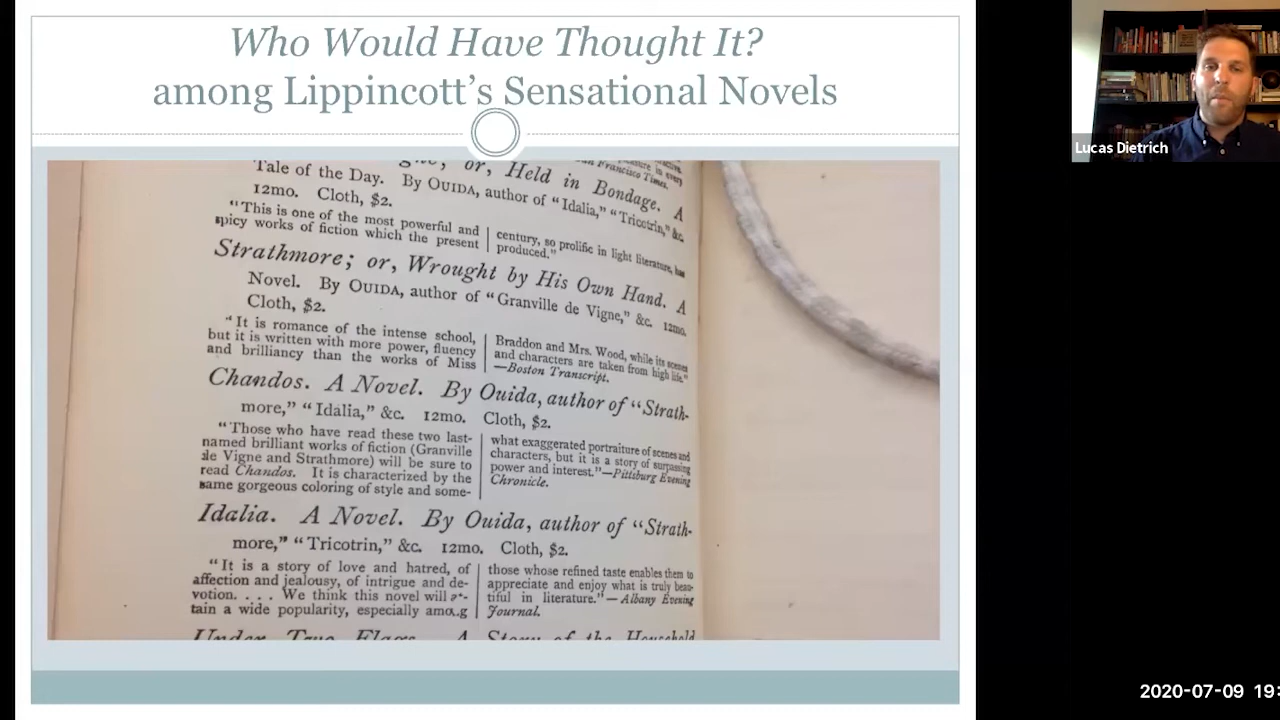 Who Would Have Thought It?
among Lippincott's Sensational Novels
or, Held in Bondage. A
Tale of the Day. By OUIDA, author of "Idalia," "Tricotrin," &c.
12mo. Cloth, $2.
"This is one of the most powerful and
spicy works of fiction which the present
century, so prolific in light literature, has
produced."
San Francisco Times.
Strathmore; or, Wrought by His Own Hand. A
Novel. By OUIDA, author of "Granville de Vigne," &c. 12mo.
Cloth, $2.
"It is romance of the intense school,
but it is written with more power, fluency
and brilliancy than the works of Miss
Braddon and Mrs. Wood, while its scenes
and characters are taken from high life."
—Boston Transcript.
Chandos. A Novel. By Ouida, author of "Strath-
more," "Idalia," &c. 12mo. Cloth, $2.
"Those who have read these two last-
named brilliant works of fiction (Granville
de Vigne and Strathmore) will be sure to
read Chandos. It is characterized by the
same gorgeous coloring of style and some-
what exaggerated portraiture of scenes and
characters, but it is a story of surpassing
power and interest."—Pittsburg Evening
Chronicle.
Idalia. A Novel. By Ouida, author of "Strath-
more," "Tricotrin," &c. 12mo. Cloth, $2.
"It is a story of love and hatred, of
affection and jealousy, of intrigue and de-
votion. . . . We think this novel will at-
tain a wide popularity, especially among
those whose refined taste enables them to
appreciate and enjoy what is truly beau-
tiful in literature."—Albany Evening
Journal.
Under True Flags. A Story of the Household
Lucas Dietrich
2020-07-09 19: